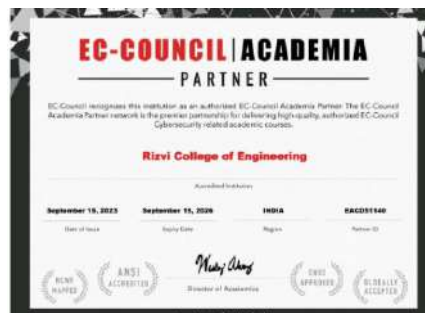 EC-COUNCIL | ACADEMIA
PARTNER
EC-Council recognizes this institution as an authorized EC-Council Academia Partner. The EC-Council
Academia Partner network is the premier partnership for delivering high-quality, authorized EC-Council
Cybersecurity related academic courses.
Rizvi College of Engineering
Accredited Institution
September 15, 2023 September 15, 2026 INDIA EACDS1140
Date of Issue Expiry Date Region Partner ID
ANSI
ACCREDITED
APPROVED
GLOBALLY
ACCEPTED
MAPPED
Director of Academics